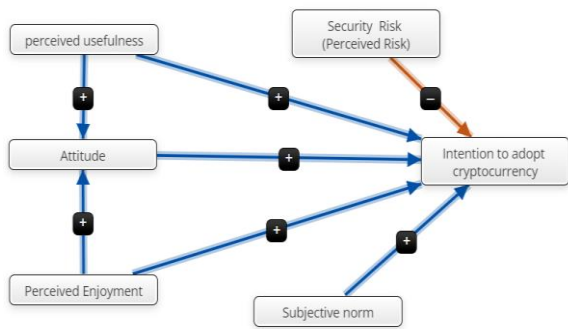 Security Risk
(Perceived Risk)
perceived usefulness
+
+
−
Attitude
+
Intention to adopt
cryptocurrency
+
+
+
Perceived Enjoyment
Subjective norm